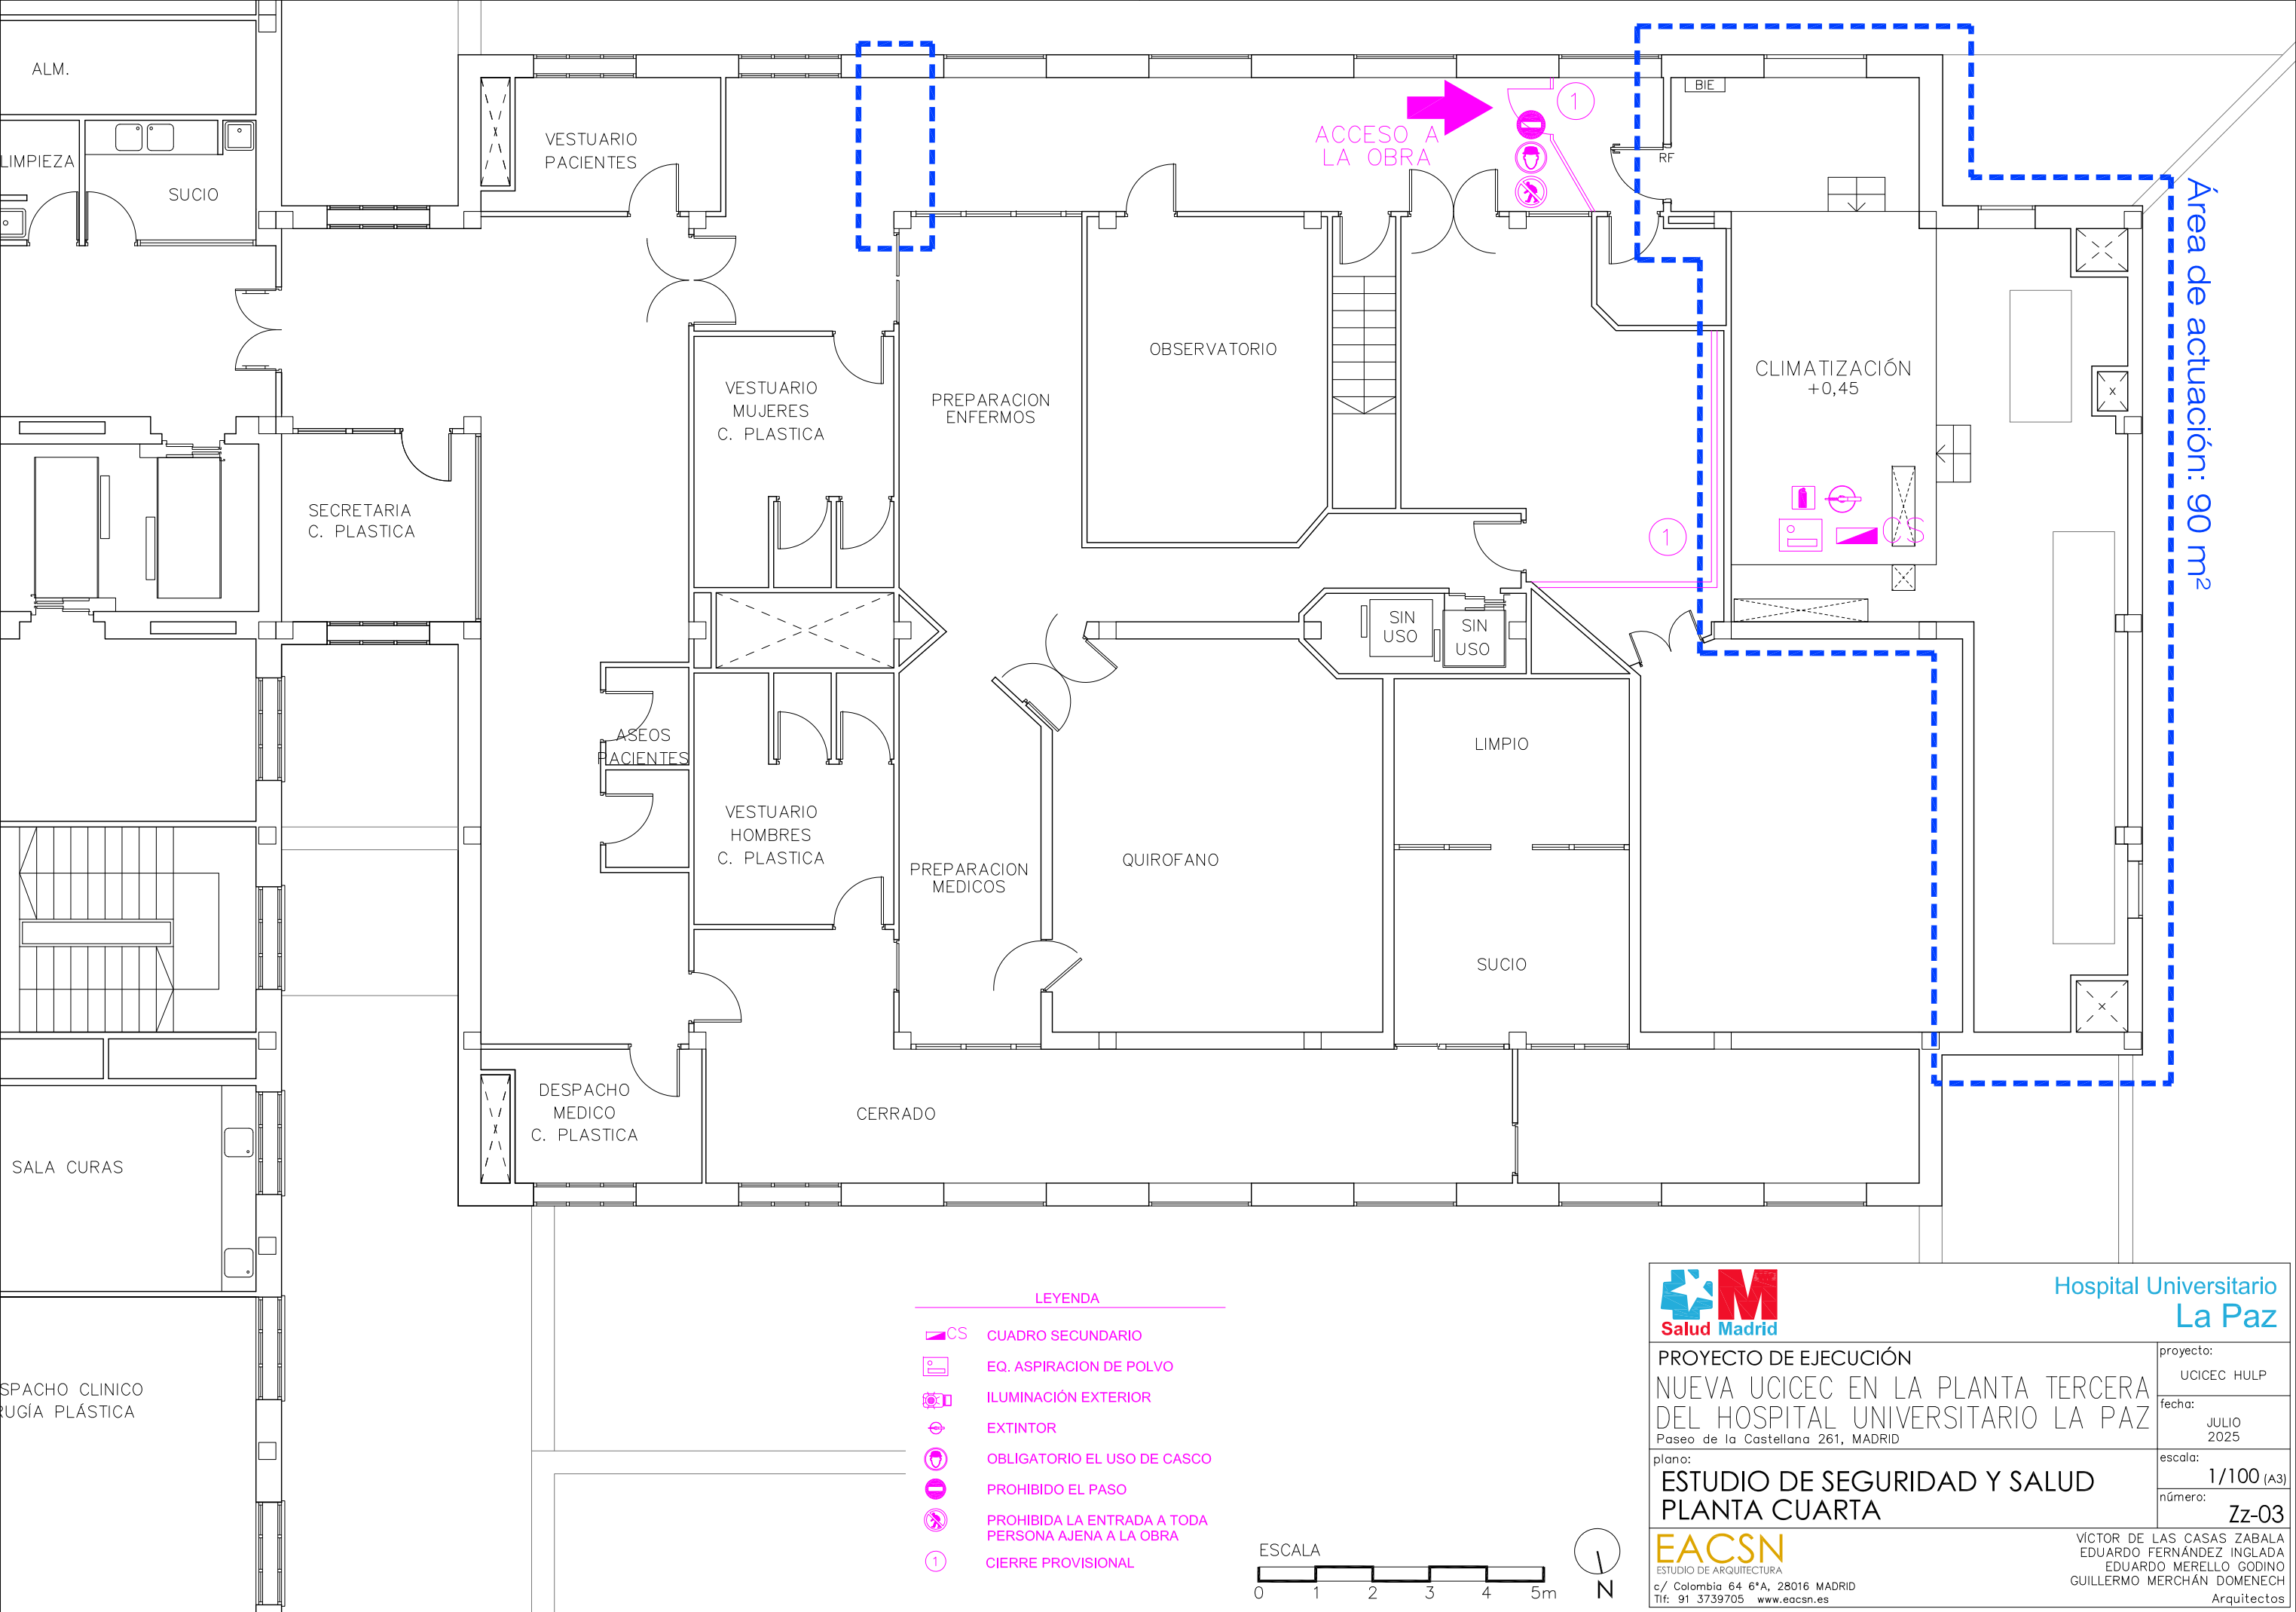 ALM.
LIMPIEZA
SUCIO
VESTUARIO
PACIENTES
ACCESO A
LA OBRA
1
BIE
RF
Área de actuación: 90 m²
OBSERVATORIO
CLIMATIZACIÓN
+0,45
VESTUARIO
MUJERES
C. PLASTICA
PREPARACION
ENFERMOS
SECRETARIA
C. PLASTICA
1
CS
SIN
USO
SIN
USO
ASEOS
PACIENTES
LIMPIO
VESTUARIO
HOMBRES
C. PLASTICA
PREPARACION
MEDICOS
QUIROFANO
SUCIO
DESPACHO
MEDICO
C. PLASTICA
CERRADO
SALA CURAS
SPACHO CLINICO
RUGÍA PLÁSTICA
LEYENDA
CS CUADRO SECUNDARIO
EQ. ASPIRACION DE POLVO
ILUMINACIÓN EXTERIOR
EXTINTOR
OBLIGATORIO EL USO DE CASCO
PROHIBIDO EL PASO
PROHIBIDA LA ENTRADA A TODA
PERSONA AJENA A LA OBRA
1 CIERRE PROVISIONAL
ESCALA
0 1 2 3 4 5m
N
M
Salud Madrid
Hospital Universitario
La Paz
PROYECTO DE EJECUCIÓN
NUEVA UCICEC EN LA PLANTA TERCERA
DEL HOSPITAL UNIVERSITARIO LA PAZ
Paseo de la Castellana 261, MADRID
proyecto:
UCICEC HULP
fecha:
JULIO
2025
plano:
ESTUDIO DE SEGURIDAD Y SALUD
PLANTA CUARTA
escala:
1/100 (A3)
número:
Zz-03
EACSN
ESTUDIO DE ARQUITECTURA
c/ Colombia 64 6ºA, 28016 MADRID
Tlf: 91 3739705 www.eacsn.es
VÍCTOR DE LAS CASAS ZABALA
EDUARDO FERNÁNDEZ INGLADA
EDUARDO MERELLO GODINO
GUILLERMO MERCHÁN DOMENECH
Arquitectos